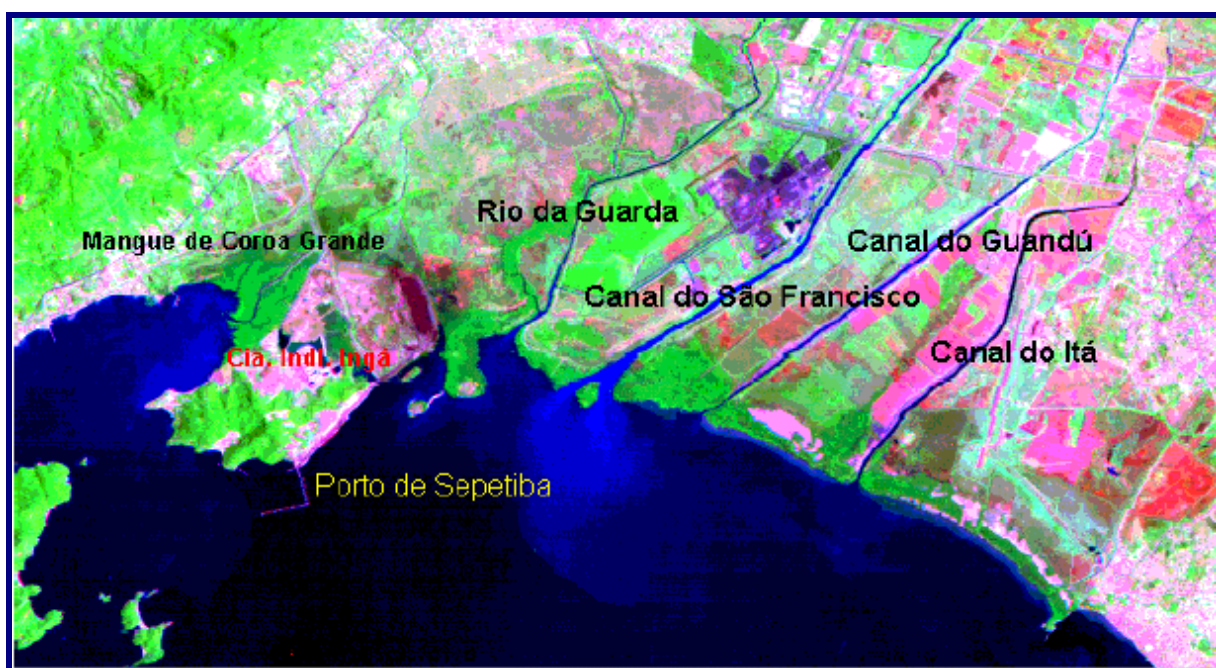 Rio da Guarda
Mangue de Coroa Grande
Canal do Guandú
Canal do São Francisco
Cia. Indl. Ingá
Canal do Itá
Porto de Sepetiba